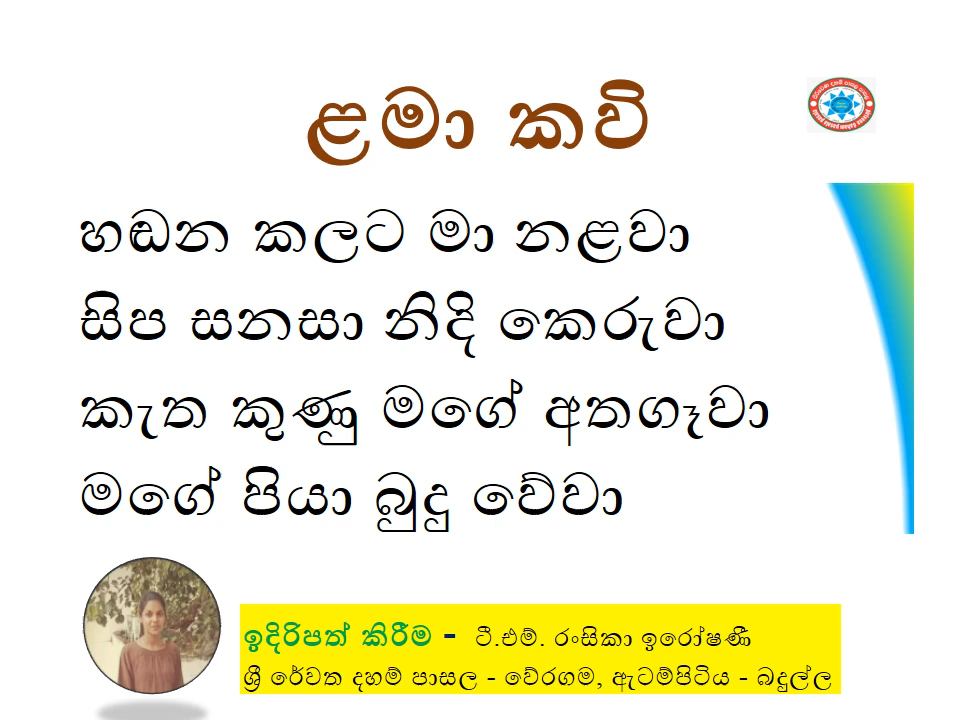 ළමා කවි
හඬන කලට මා නළවා
සිප සනසා නිදි කෙරුවා
කැත කුණු මගේ අතගෑවා
මගේ පියා බුදු වේවා
ඉදිරිපත් කිරීම - ටී.එම්. රංසිකා ඉරෝෂණී
ශ්‍රී රේවත දහම් පාසල - වේරගම, ඇටම්පිටිය - බදුල්ල